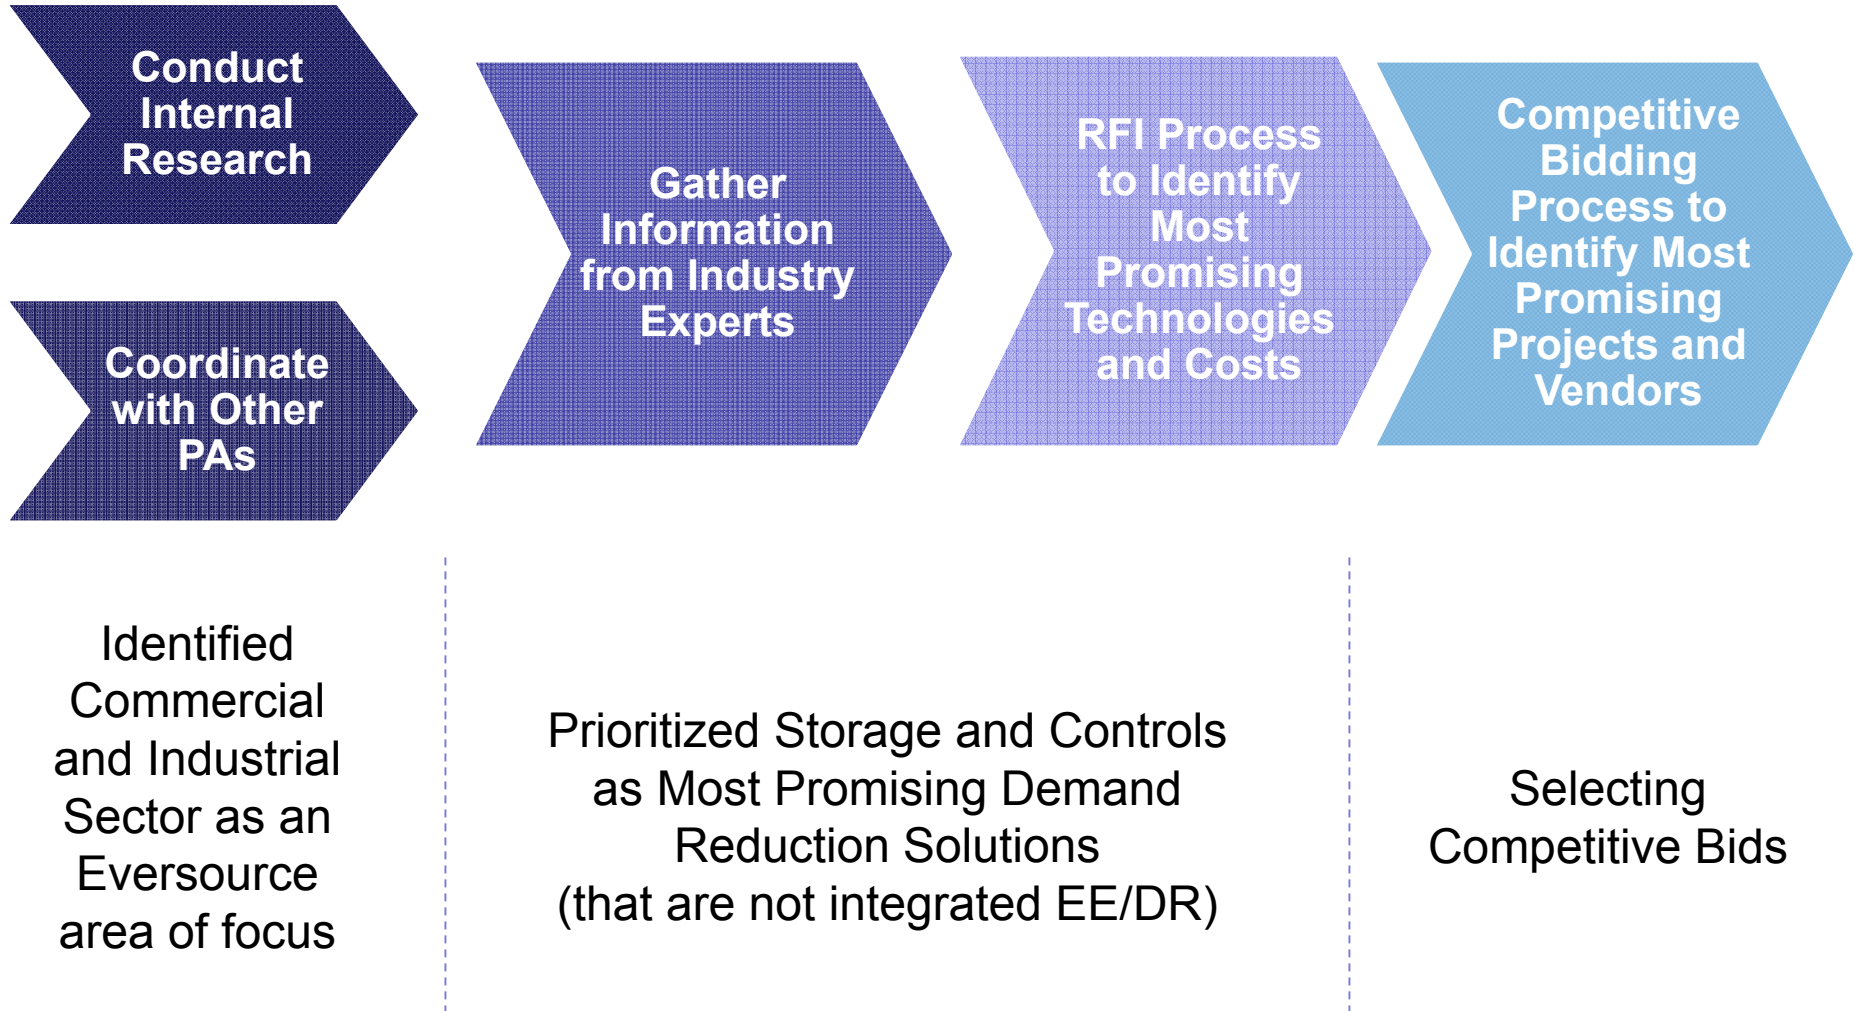 Conduct
Internal
Research
Coordinate
with Other
PAs
Gather
Information
from Industry
Experts
RFI Process
to Identify
Most
Promising
Technologies
and Costs
Competitive
Bidding
Process to
Identify Most
Promising
Projects and
Vendors
Identified
Commercial
and Industrial
Sector as an
Eversource
area of focus
Prioritized Storage and Controls
as Most Promising Demand
Reduction Solutions
(that are not integrated EE/DR)
Selecting
Competitive Bids